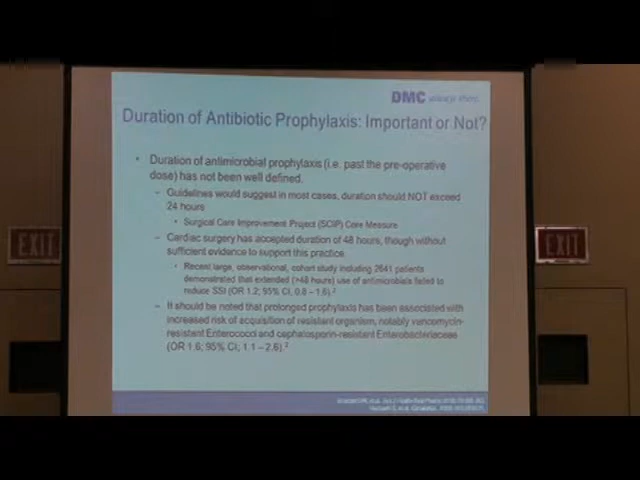 DMC
Duration of Antibiotic Prophylaxis: Important or Not?
• Duration of antimicrobial prophylaxis (i.e. past the pre-operative
dose) has not been well defined.
– Guidelines would suggest in most cases, duration should NOT exceed
24 hours
• Surgical Care Improvement Project (SCIP) Core Measure
– Cardiac surgery has accepted duration of 48 hours, though without
sufficient evidence to support this practice
• Recent large, observational, cohort study including 2641 patients
demonstrated that extended (>48 hours) use of antimicrobials failed to
reduce SSI (OR 1.2; 95% CI, 0.8 – 1.6).2
– It should be noted that prolonged prophylaxis has been associated with
increased risk of acquisition of resistant organism, notably vancomycin-
resistant Enterococci and cephalosporin-resistant Enterobacteriaceae
(OR 1.6; 95% CI; 1.1 – 2.6).2
EXIT
EXIT